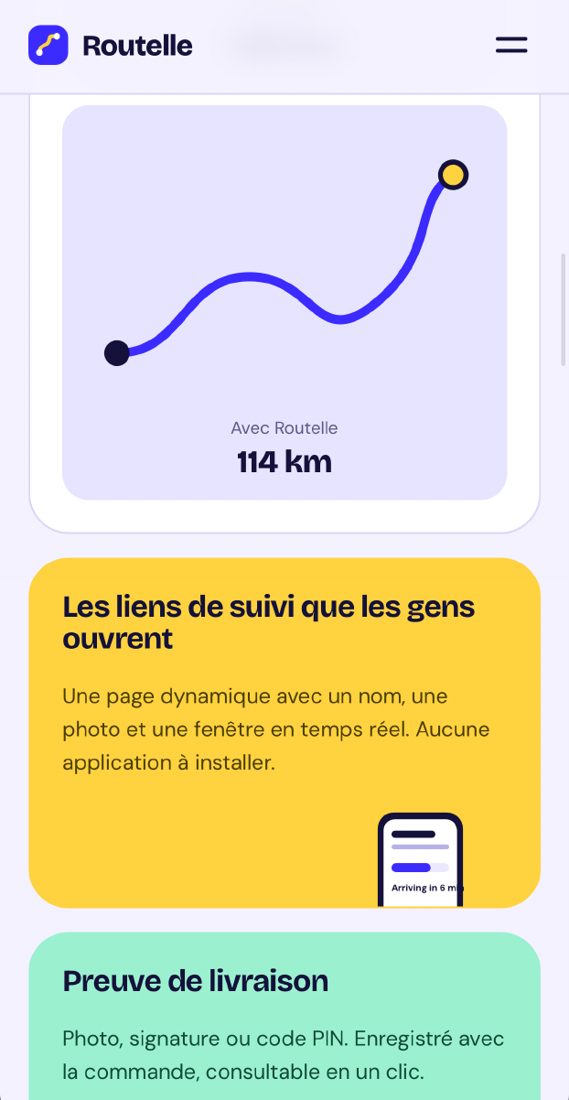 Routelle
Avec Routelle
114 km
Les liens de suivi que les gens
ouvrent
Une page dynamique avec un nom, une
photo et une fenêtre en temps réel. Aucune
application à installer.
Arriving in 6 min
Preuve de livraison
Photo, signature ou code PIN. Enregistré avec
la commande, consultable en un clic.